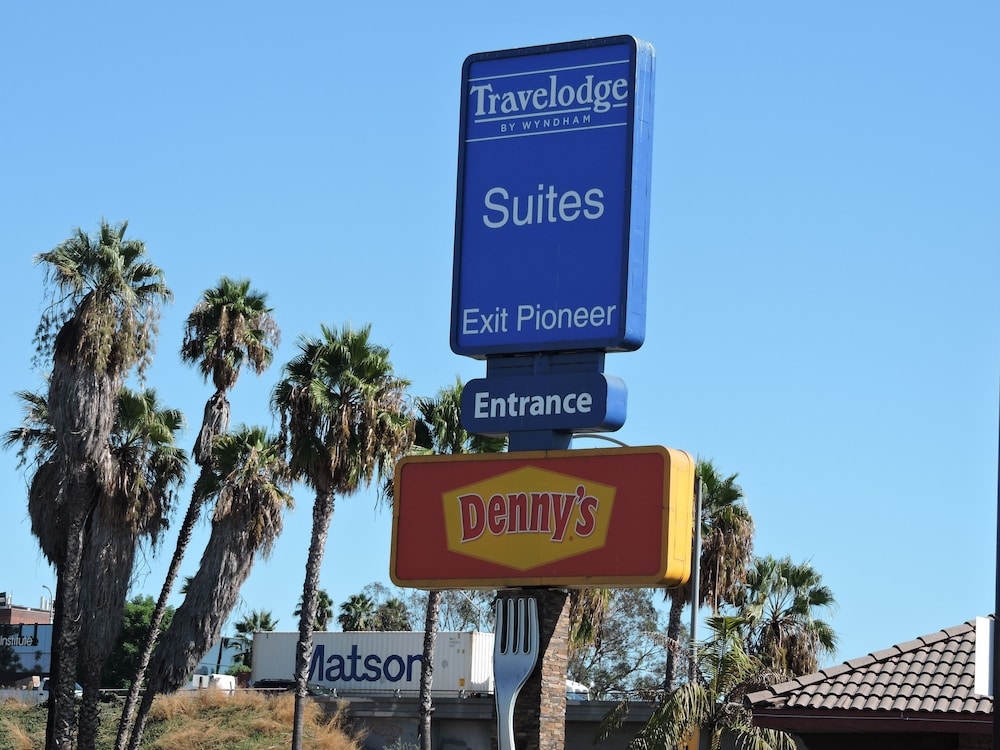 Travelodge
BY WYNDHAM
Suites
Exit Pioneer
Entrance
Denny's
Matson
Institute